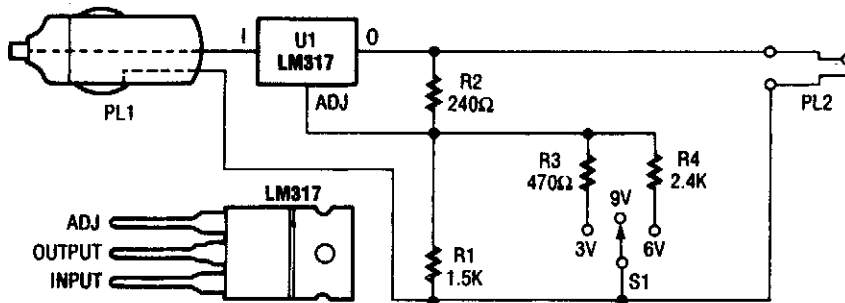 I
U1
LM317
O
ADJ
PL1
R2
240Ω
PL2
R3
470Ω
R4
2.4K
9V
3V
6V
S1
R1
1.5K
LM317
ADJ
OUTPUT
INPUT